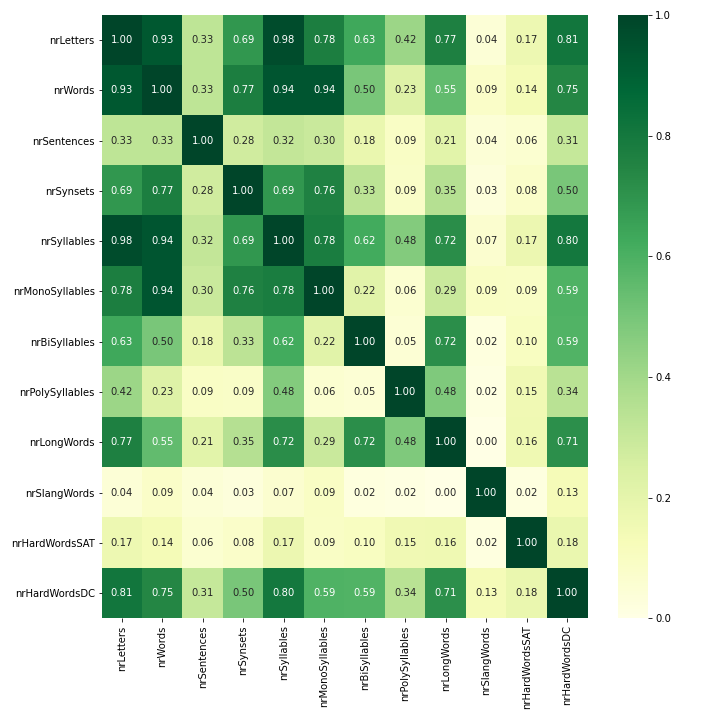 nrLetters 1.00 0.93 0.33 0.69 0.98 0.78 0.63 0.42 0.77 0.04 0.17 0.81
nrWords 0.93 1.00 0.33 0.77 0.94 0.94 0.50 0.23 0.55 0.09 0.14 0.75
nrSentences 0.33 0.33 1.00 0.28 0.32 0.30 0.18 0.09 0.21 0.04 0.06 0.31
nrSynsets 0.69 0.77 0.28 1.00 0.69 0.76 0.33 0.09 0.35 0.03 0.08 0.50
nrSyllables 0.98 0.94 0.32 0.69 1.00 0.78 0.62 0.48 0.72 0.07 0.17 0.80
nrMonoSyllables 0.78 0.94 0.30 0.76 0.78 1.00 0.22 0.06 0.29 0.09 0.09 0.59
nrBiSyllables 0.63 0.50 0.18 0.33 0.62 0.22 1.00 0.05 0.72 0.02 0.10 0.59
nrPolySyllables 0.42 0.23 0.09 0.09 0.48 0.06 0.05 1.00 0.48 0.02 0.15 0.34
nrLongWords 0.77 0.55 0.21 0.35 0.72 0.29 0.72 0.48 1.00 0.00 0.16 0.71
nrSlangWords 0.04 0.09 0.04 0.03 0.07 0.09 0.02 0.02 0.00 1.00 0.02 0.13
nrHardWordsSAT 0.17 0.14 0.06 0.08 0.17 0.09 0.10 0.15 0.16 0.02 1.00 0.18
nrHardWordsDC 0.81 0.75 0.31 0.50 0.80 0.59 0.59 0.34 0.71 0.13 0.18 1.00
nrLetters
nrWords
nrSentences
nrSynsets
nrSyllables
nrMonoSyllables
nrBiSyllables
nrPolySyllables
nrLongWords
nrSlangWords
nrHardWordsSAT
nrHardWordsDC
1.0
0.8
0.6
0.4
0.2
0.0